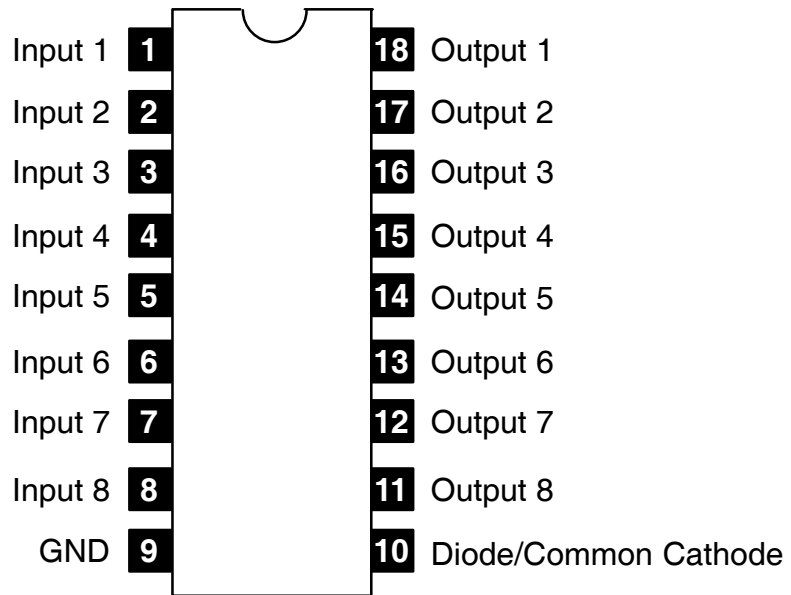 Input 1 1 18 Output 1
Input 2 2 17 Output 2
Input 3 3 16 Output 3
Input 4 4 15 Output 4
Input 5 5 14 Output 5
Input 6 6 13 Output 6
Input 7 7 12 Output 7
Input 8 8 11 Output 8
GND 9 10 Diode/Common Cathode